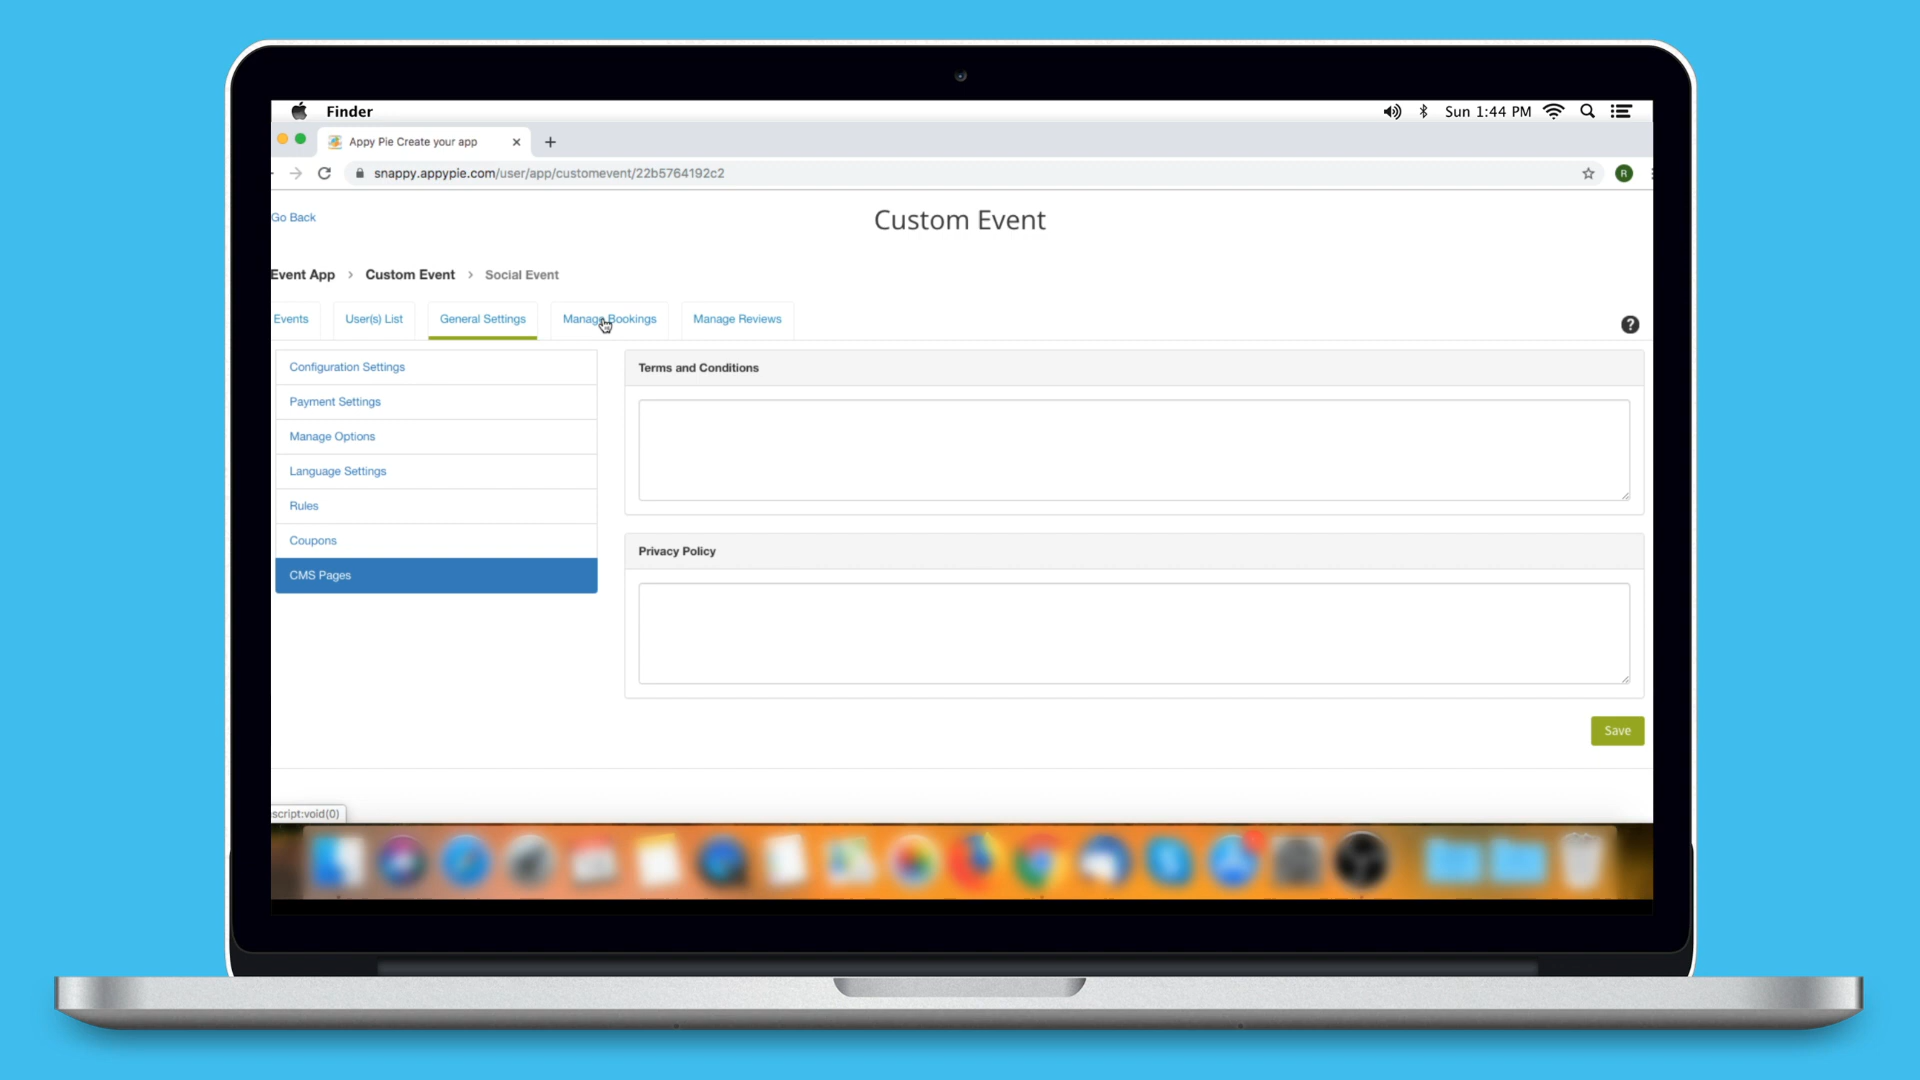 Finder
Sun 1:44 PM
Appy Pie Create your app
snappy.appypie.com/user/app/customevent/22b5764192c2
R
Go Back
Custom Event
Event App > Custom Event > Social Event
Events
User(s) List
General Settings
Manage Bookings
Manage Reviews
?
Configuration Settings
Payment Settings
Manage Options
Language Settings
Rules
Coupons
CMS Pages
Terms and Conditions
Privacy Policy
Save
script:void(0)